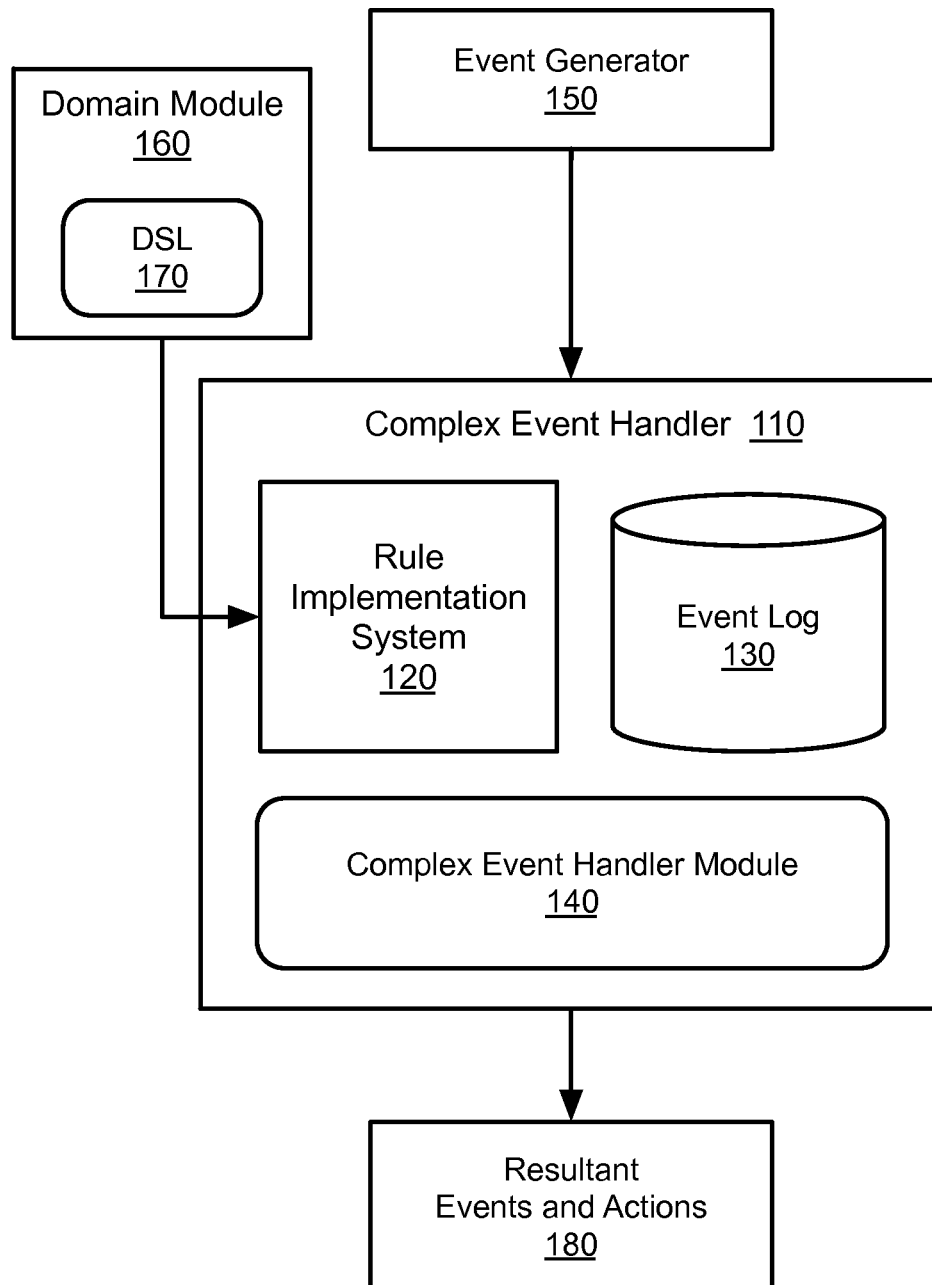 Event Generator
150
Domain Module
160
DSL
170
Complex Event Handler 110
Rule
Implementation
System
120
Event Log
130
Complex Event Handler Module
140
Resultant
Events and Actions
180